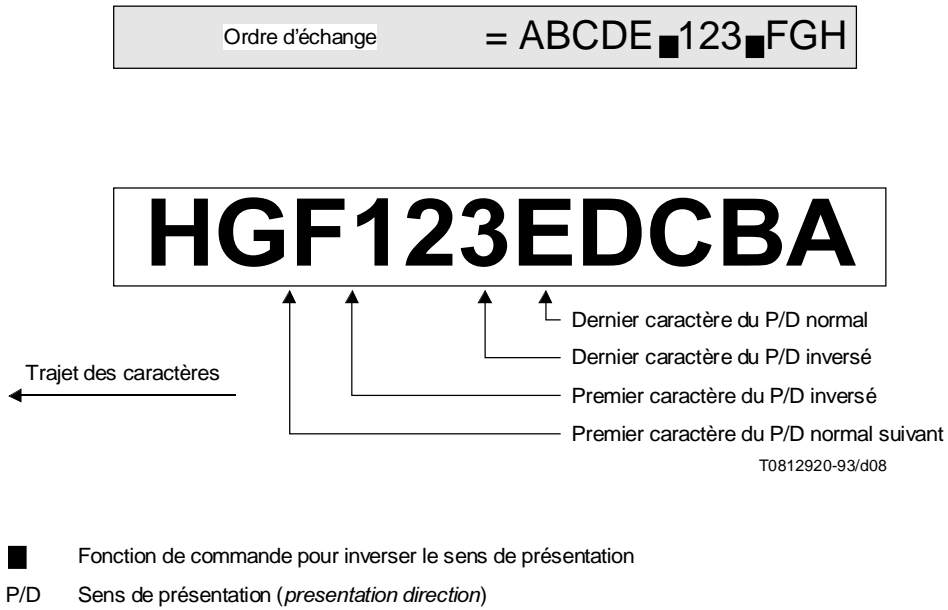 Ordre d'échange = ABCDE■123■FGH
HGF123EDCBA
Dernier caractère du P/D normal
Dernier caractère du P/D inversé
Trajet des caractères
Premier caractère du P/D inversé
Premier caractère du P/D normal suivant
T0812920-93/d08
■ Fonction de commande pour inverser le sens de présentation
P/D Sens de présentation (presentation direction)